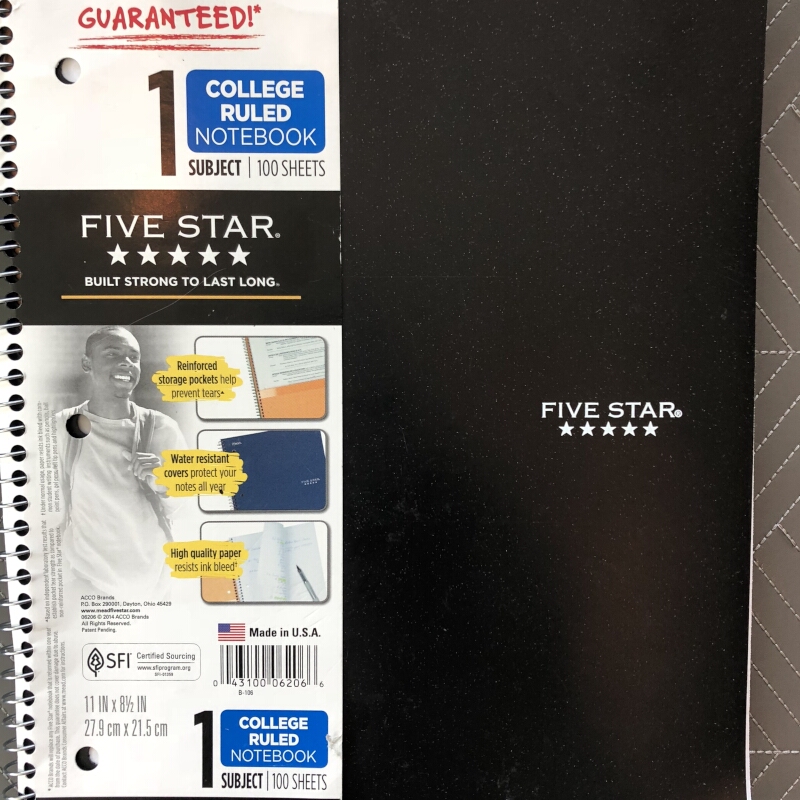 GUARANTEED!*
1
COLLEGE
RULED
NOTEBOOK
SUBJECT | 100 SHEETS
FIVE STAR®
BUILT STRONG TO LAST LONG®
Reinforced
storage pockets help
prevent tears▲
Water resistant
covers protect your
notes all year
High quality paper
resists ink bleed†
ACCO Brands
P.O. Box 290001, Dayton, Ohio 45429
www.meadfivestar.com
06206 © 2014 ACCO Brands
All Rights Reserved.
Patent Pending.
Made in U.S.A.
SFI Certified Sourcing
www.sfiprogram.org
0 43100 06206 6
B-106
11 IN x 8½ IN
27.9 cm x 21.5 cm
1
COLLEGE
RULED
NOTEBOOK
SUBJECT | 100 SHEETS
FIVE STAR®